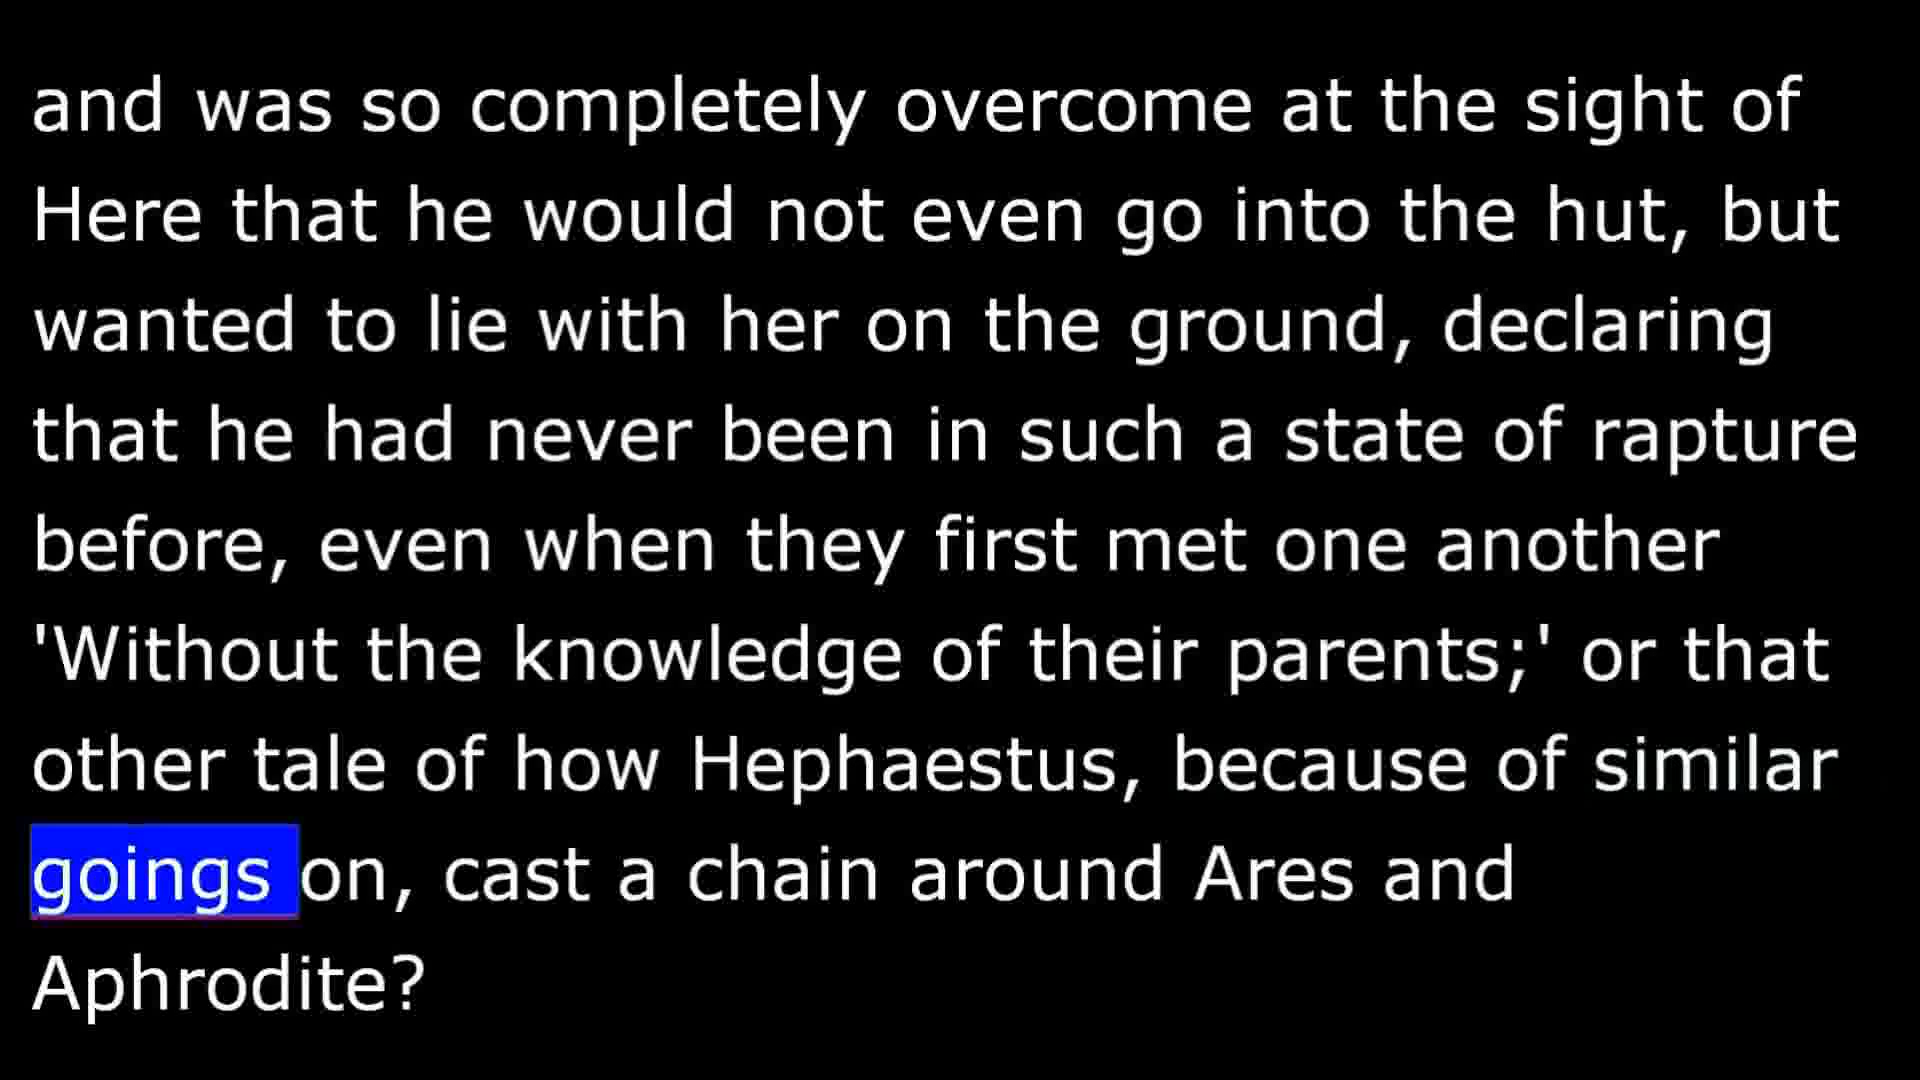 and was so completely overcome at the sight of
Here that he would not even go into the hut, but
wanted to lie with her on the ground, declaring
that he had never been in such a state of rapture
before, even when they first met one another
'Without the knowledge of their parents;' or that
other tale of how Hephaestus, because of similar
goings on, cast a chain around Ares and
Aphrodite?